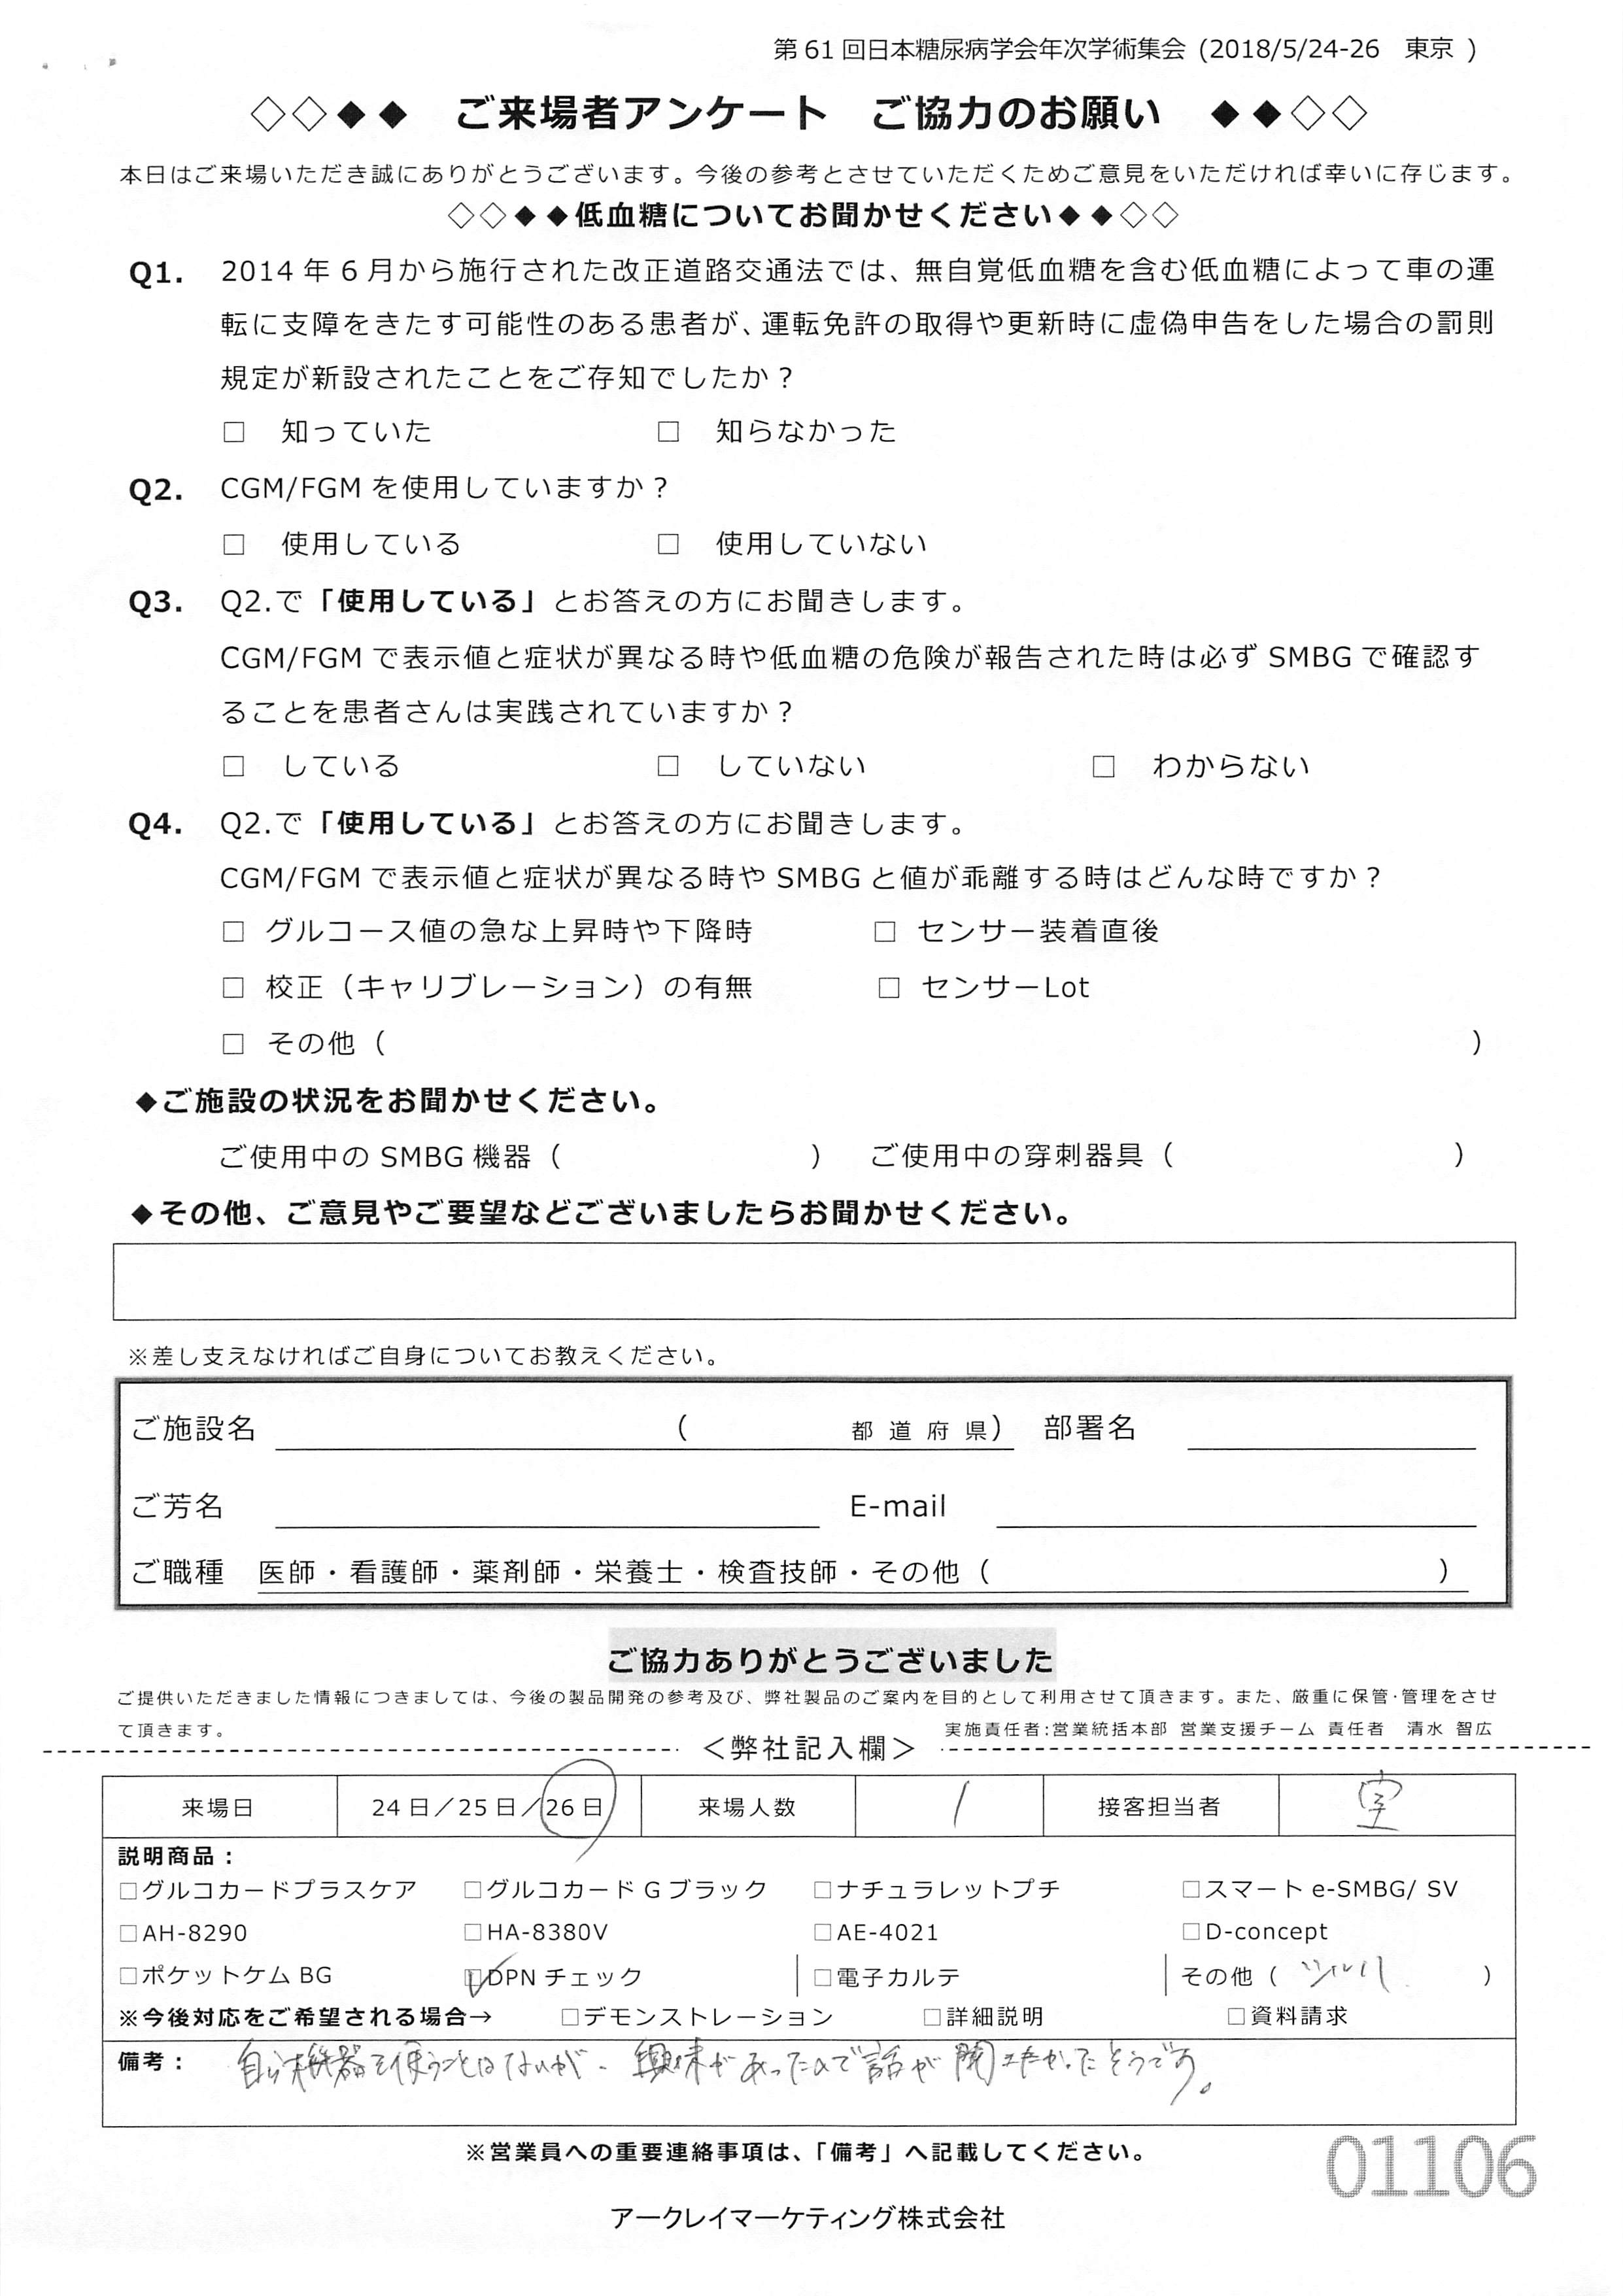 第61回日本糖尿病学会年次学術集会 (2018/5/24-26　東京 )
◇◇◆◆　ご来場者アンケート　ご協力のお願い　◆◆◇◇
本日はご来場いただき誠にありがとうございます。今後の参考とさせていただくためご意見をいただければ幸いに存じます。
◇◇◆◆低血糖についてお聞かせください◆◆◇◇
Q1.　2014年6月から施行された改正道路交通法では、無自覚低血糖を含む低血糖によって車の運
転に支障をきたす可能性のある患者が、運転免許の取得や更新時に虚偽申告をした場合の罰則
規定が新設されたことをご存知でしたか？
□　知っていた　□　知らなかった
Q2.　CGM/FGMを使用していますか？
□　使用している　□　使用していない
Q3.　Q2.で「使用している」とお答えの方にお聞きします。
CGM/FGMで表示値と症状が異なる時や低血糖の危険が報告された時は必ずSMBGで確認す
ることを患者さんは実践されていますか？
□　している　□　していない　□　わからない
Q4.　Q2.で「使用している」とお答えの方にお聞きします。
CGM/FGMで表示値と症状が異なる時やSMBGと値が乖離する時はどんな時ですか？
□ グルコース値の急な上昇時や下降時　□ センサー装着直後
□ 校正（キャリブレーション）の有無　□ センサーLot
□ その他（　）
◆ご施設の状況をお聞かせください。
ご使用中のSMBG機器（　）　ご使用中の穿刺器具（　）
◆その他、ご意見やご要望などございましたらお聞かせください。
※差し支えなければご自身についてお教えください。
ご施設名　（　都 道 府 県）　部署名
ご芳名　E-mail
ご職種　医師・看護師・薬剤師・栄養士・検査技師・その他（　）
ご協力ありがとうございました
ご提供いただきました情報につきましては、今後の製品開発の参考及び、弊社製品のご案内を目的として利用させて頂きます。また、厳重に保管・管理をさせ
て頂きます。　実施責任者:営業統括本部 営業支援チーム 責任者　清水 智広
＜弊社記入欄＞
来場日　24日／25日／26日　来場人数　1　接客担当者　室
説明商品：
□グルコカードプラスケア　□グルコカードGブラック　□ナチュラレットプチ　□スマートe-SMBG/ SV
□AH-8290　□HA-8380V　□AE-4021　□D-concept
□ポケットケムBG　☑DPNチェック　□電子カルテ　その他（　）
※今後対応をご希望される場合→　□デモンストレーション　□詳細説明　□資料請求
備考：　機器を使うことはないが、興味があったので話が聞きたかったそうです。
※営業員への重要連絡事項は、「備考」へ記載してください。
01106
アークレイマーケティング株式会社